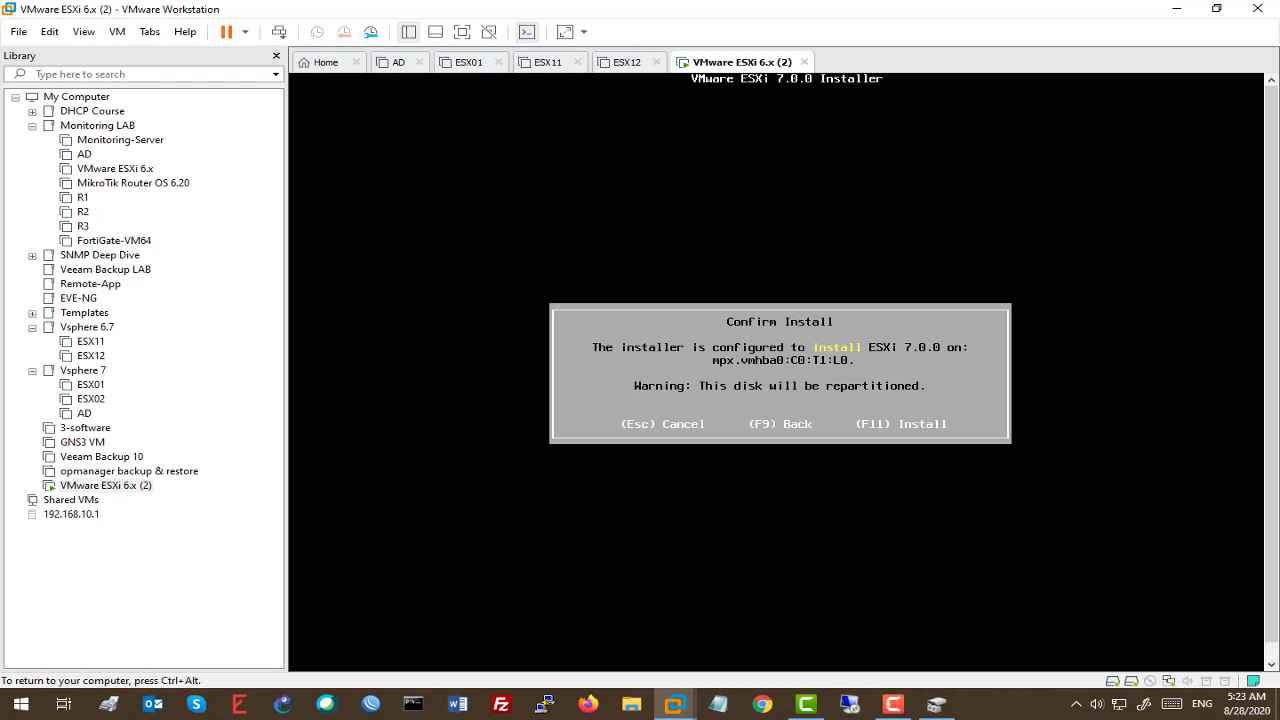 VMware ESXi 6.x (2) - VMware Workstation
File Edit View VM Tabs Help
Library
Type here to search
Home AD ESX01 ESX11 ESX12 VMware ESXi 6.x (2)
My Computer
DHCP Course
Monitoring LAB
Monitoring-Server
AD
VMware ESXi 6.x
MikroTik Router OS 6.20
R1
R2
R3
FortiGate-VM64
SNMP Deep Dive
Veeam Backup LAB
Remote-App
EVE-NG
Templates
Vsphere 6.7
ESX11
ESX12
Vsphere 7
ESX01
ESX02
AD
3-software
GNS3 VM
Veeam Backup 10
opmanager backup & restore
VMware ESXi 6.x (2)
Shared VMs
192.168.10.1
VMware ESXi 7.0.0 Installer
Confirm Install
The installer is configured to install ESXi 7.0.0 on:
mpx.vmhba0:C0:T1:L0.
Warning: This disk will be repartitioned.
(Esc) Cancel (F9) Back (F11) Install
To return to your computer, press Ctrl+Alt.
5:23 AM
8/28/2020